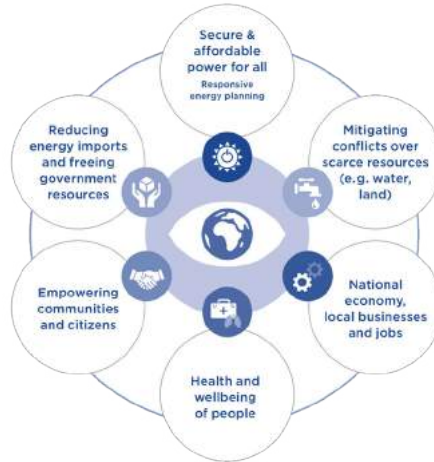 Secure &
affordable
power for all
Responsive
energy planning
Reducing
energy imports
and freeing
government
resources
Mitigating
conflicts over
scarce resources
(e.g. water,
land)
Empowering
communities
and citizens
National
economy,
local businesses
and jobs
Health and
wellbeing
of people